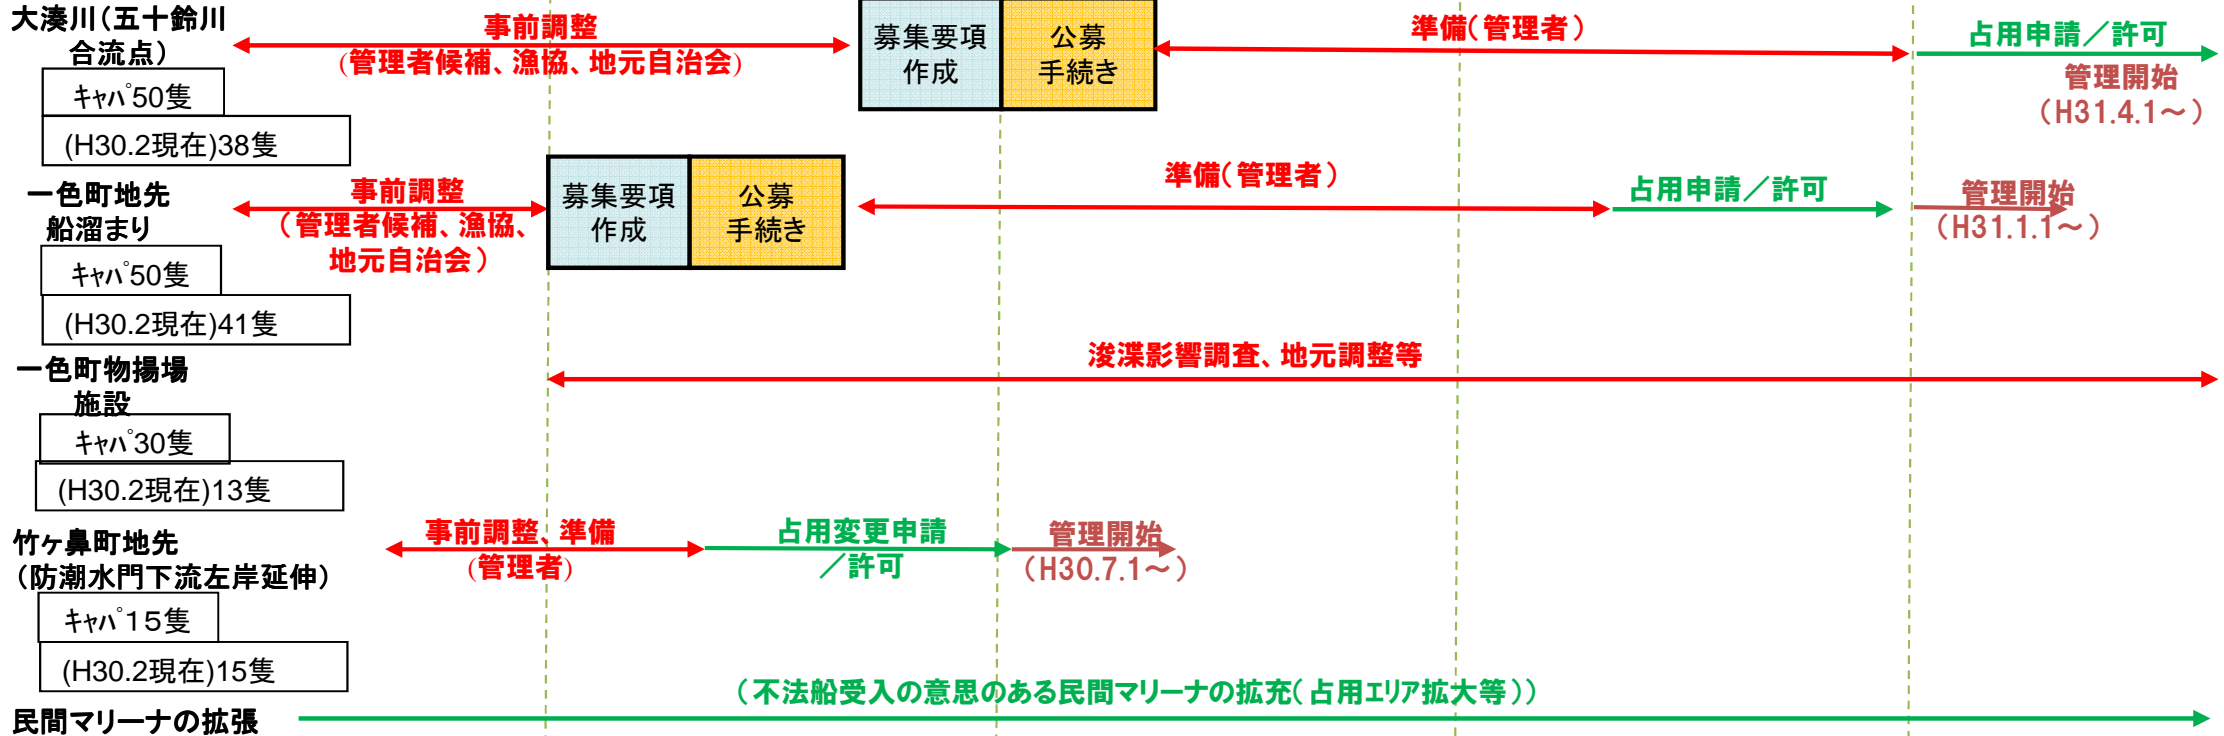 大湊川（五十鈴川
合流点）
ｷｬﾊﾟ50隻
(H30.2現在)38隻
事前調整
(管理者候補、漁協、地元自治会)
募集要項
作成
公募
手続き
準備（管理者）
占用申請／許可
管理開始
（H31.4.1～）
一色町地先
船溜まり
ｷｬﾊﾟ50隻
(H30.2現在)41隻
事前調整
（管理者候補、漁協、
地元自治会）
募集要項
作成
公募
手続き
準備（管理者）
占用申請／許可
管理開始
（H31.1.1～）
一色町物揚場
施設
ｷｬﾊﾟ30隻
(H30.2現在)13隻
浚渫影響調査、地元調整等
竹ヶ鼻町地先
（防潮水門下流左岸延伸）
ｷｬﾊﾟ１５隻
(H30.2現在)15隻
事前調整、準備
(管理者)
占用変更申請
／許可
管理開始
（H30.7.1～）
民間マリーナの拡張
（不法船受入の意思のある民間マリーナの拡充（占用ｴﾘｱ拡大等））